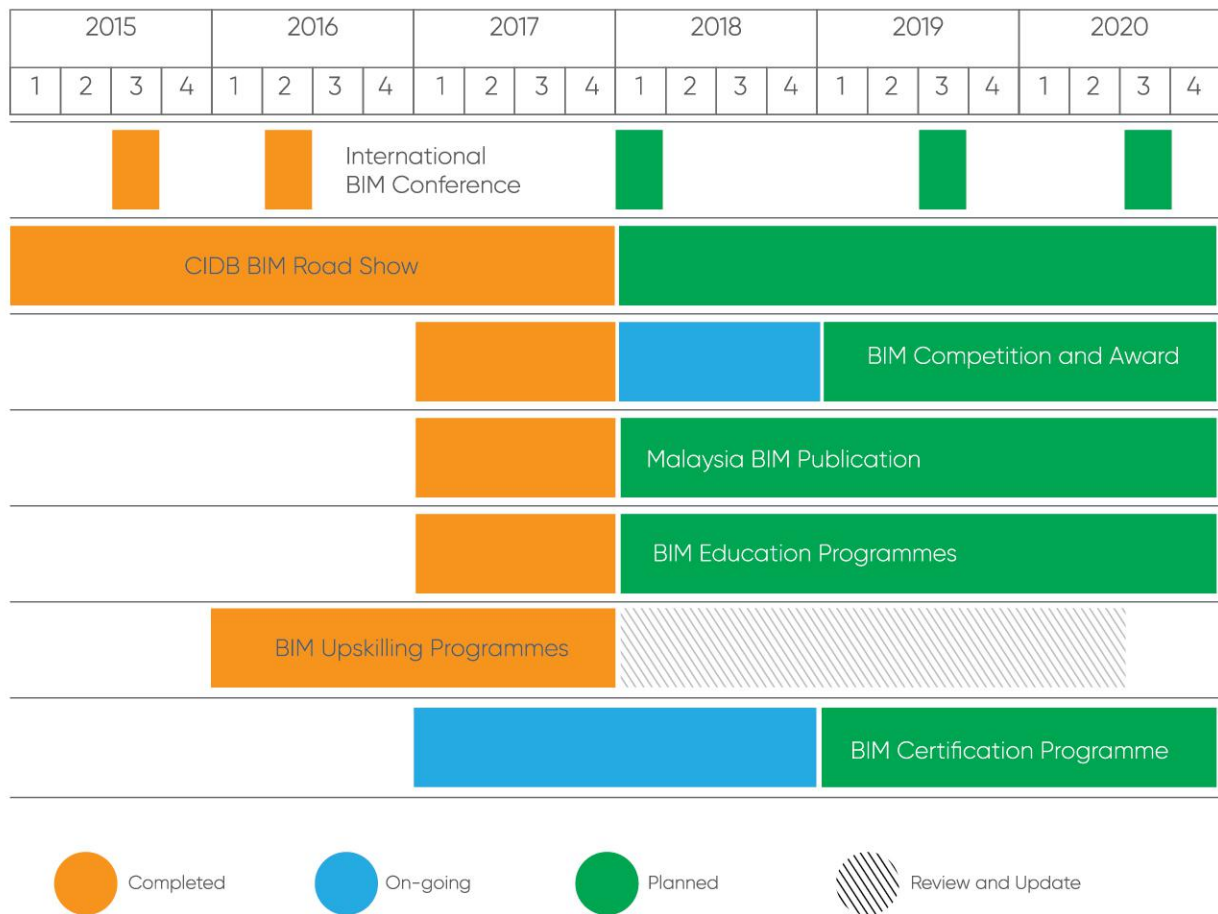 2015 2016 2017 2018 2019 2020
1 2 3 4 1 2 3 4 1 2 3 4 1 2 3 4 1 2 3 4 1 2 3 4
International
BIM Conference
CIDB BIM Road Show
BIM Competition and Award
Malaysia BIM Publication
BIM Education Programmes
BIM Upskilling Programmes
BIM Certification Programme
Completed On-going Planned Review and Update